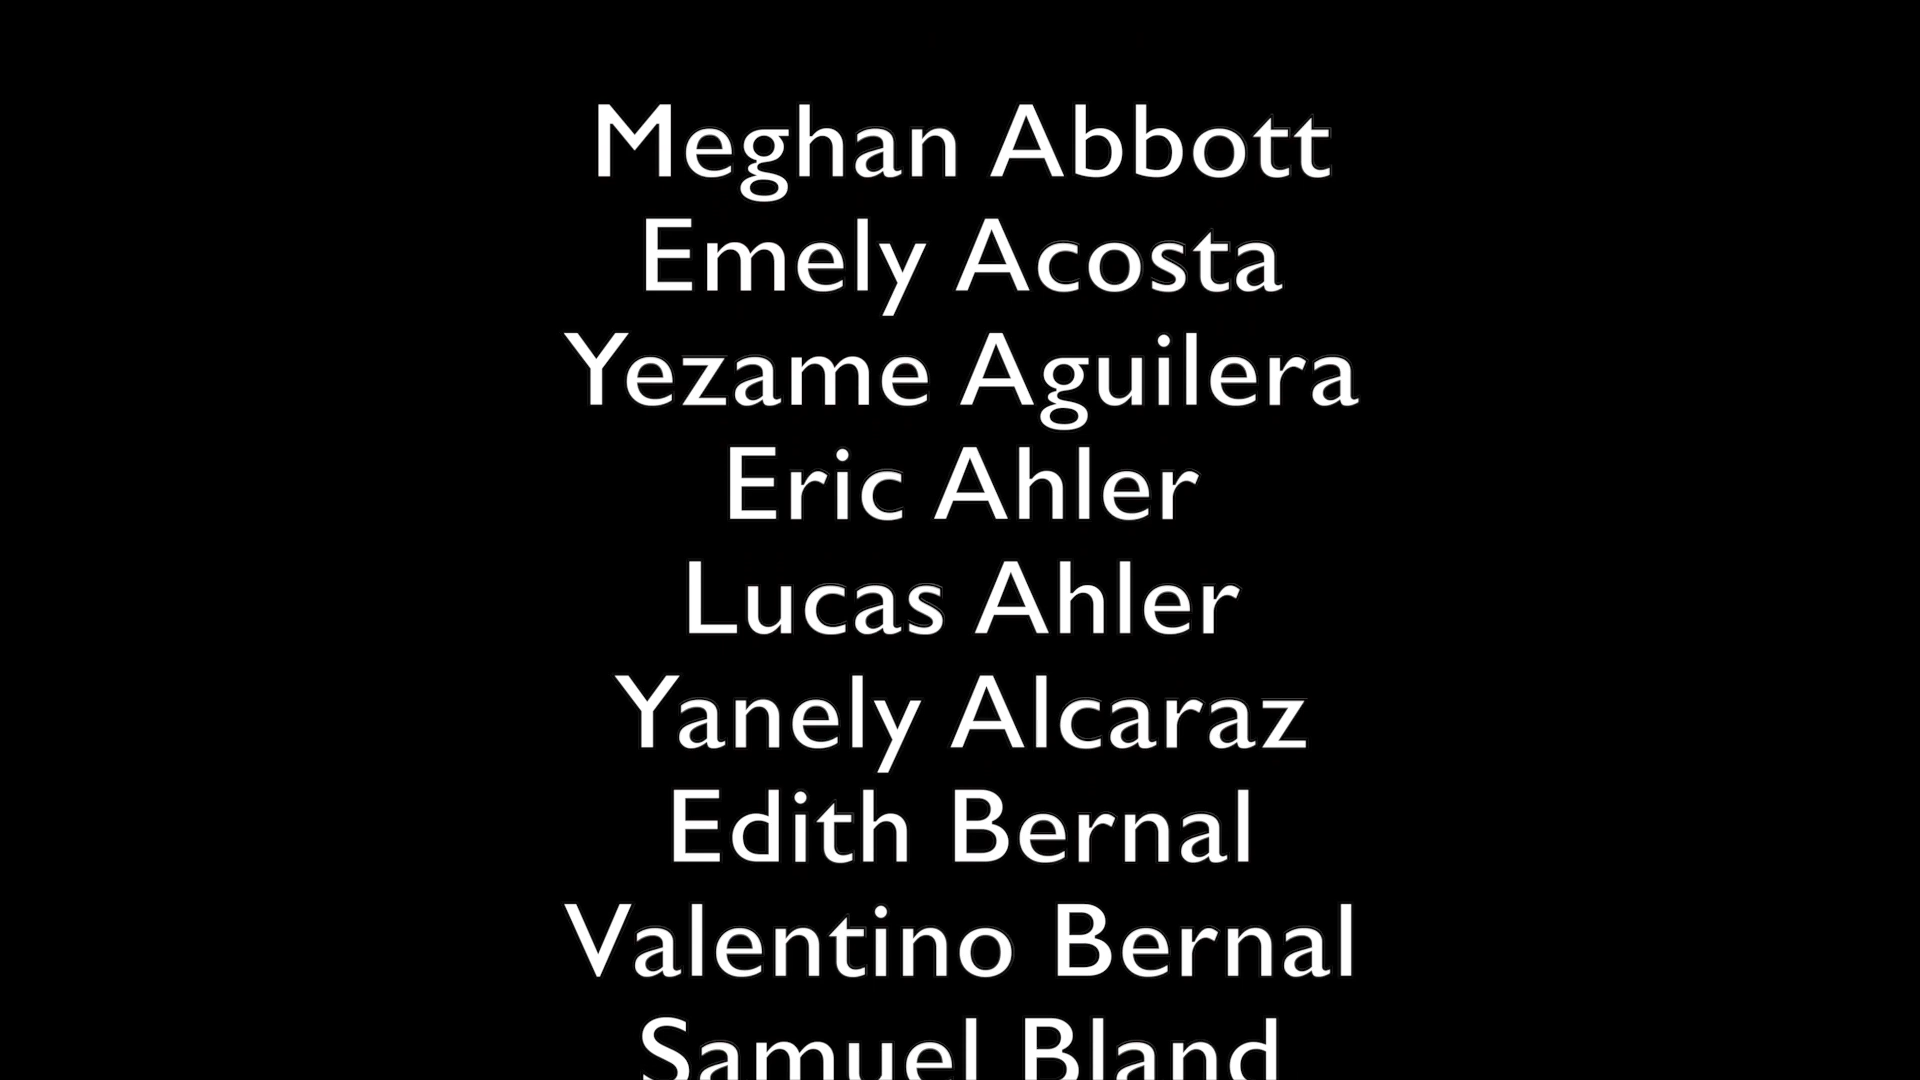 Meghan Abbott
Emely Acosta
Yezame Aguilera
Eric Ahler
Lucas Ahler
Yanely Alcaraz
Edith Bernal
Valentino Bernal
Samuel Bland